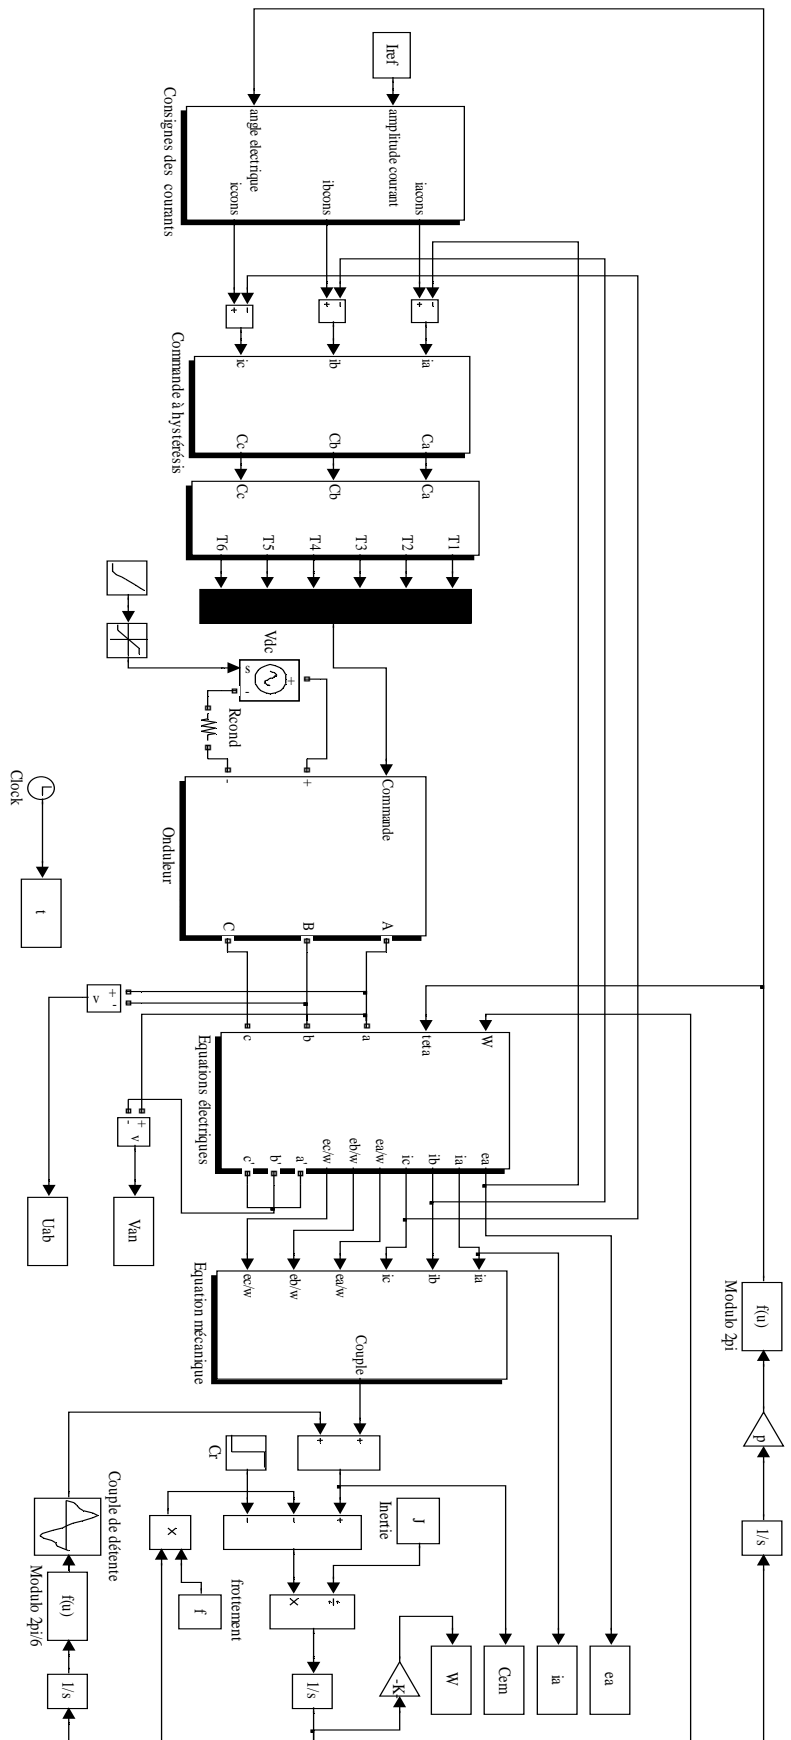 Iref
amplitude courant
angle electrique
iacons
ibcons
iccons
Consignes des courants
-
+
-
+
-
+
ia
ib
ic
Ca
Cb
Cc
Commande à hystérésis
Ca
Cb
Cc
T1
T2
T3
T4
T5
T6
Vdc
s
+
-
Rcond
Commande
+
-
A
B
C
Onduleur
Clock
t
+
-
v
Uab
+
-
v
Van
W
teta
a
b
c
ea
ia
ib
ic
ea/w
eb/w
ec/w
a'
b'
c'
Equations électriques
ia
ib
ic
ea/w
eb/w
ec/w
Couple
Equation mécanique
f(u)
Modulo 2pi
p
1/s
+
+
Cr
+
-
-
J
Inertie
÷
×
×
f
frottement
Couple de détente
f(u)
Modulo 2pi/6
1/s
1/s
-K-
W
Cem
ia
ea